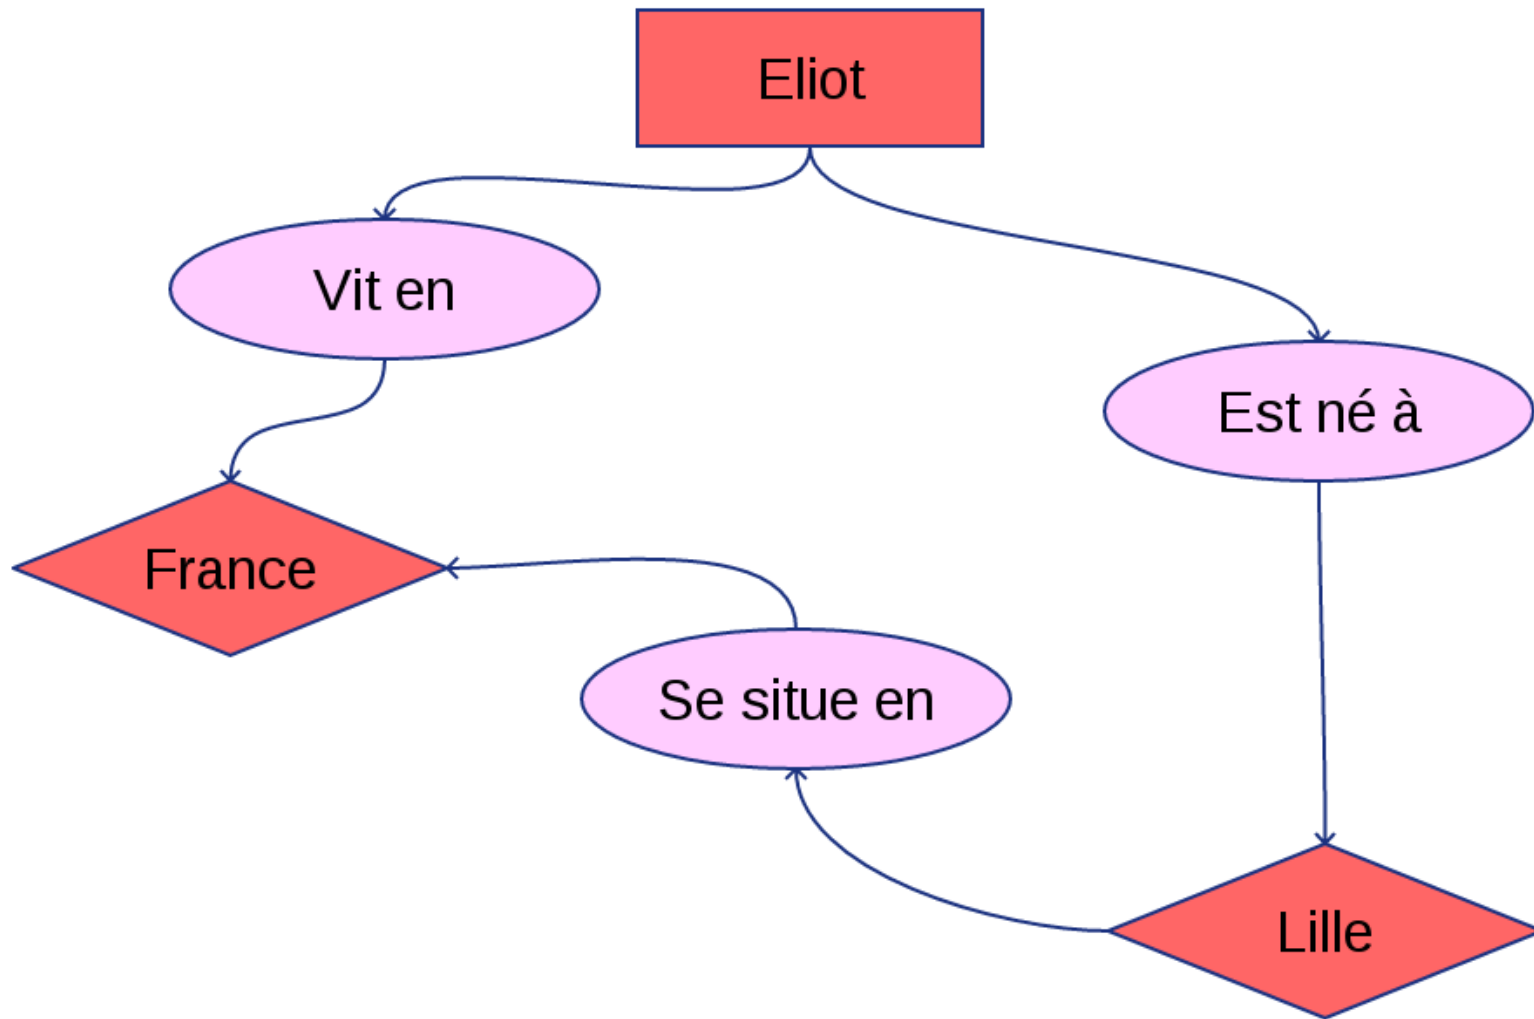 Eliot
Vit en
Est né à
France
Se situe en
Lille